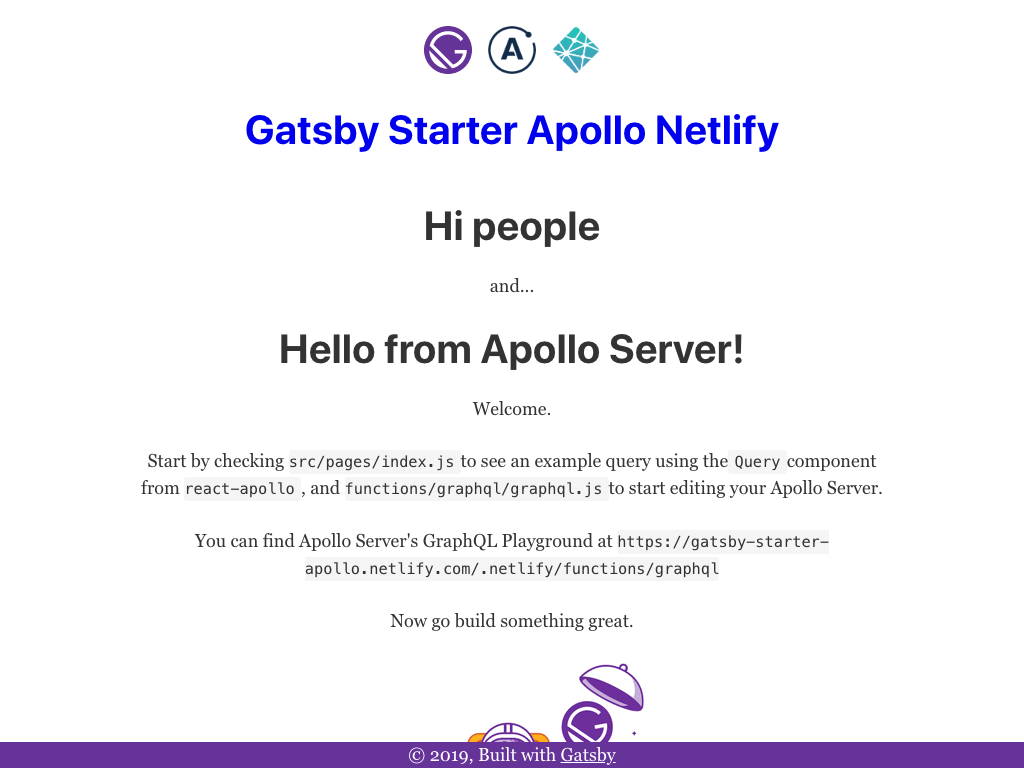 Gatsby Starter Apollo Netlify
Hi people
and...
Hello from Apollo Server!
Welcome.
Start by checking src/pages/index.js to see an example query using the Query component
from react-apollo , and functions/graphql/graphql.js to start editing your Apollo Server.
You can find Apollo Server's GraphQL Playground at https://gatsby-starter-
apollo.netlify.com/.netlify/functions/graphql
Now go build something great.
© 2019, Built with Gatsby